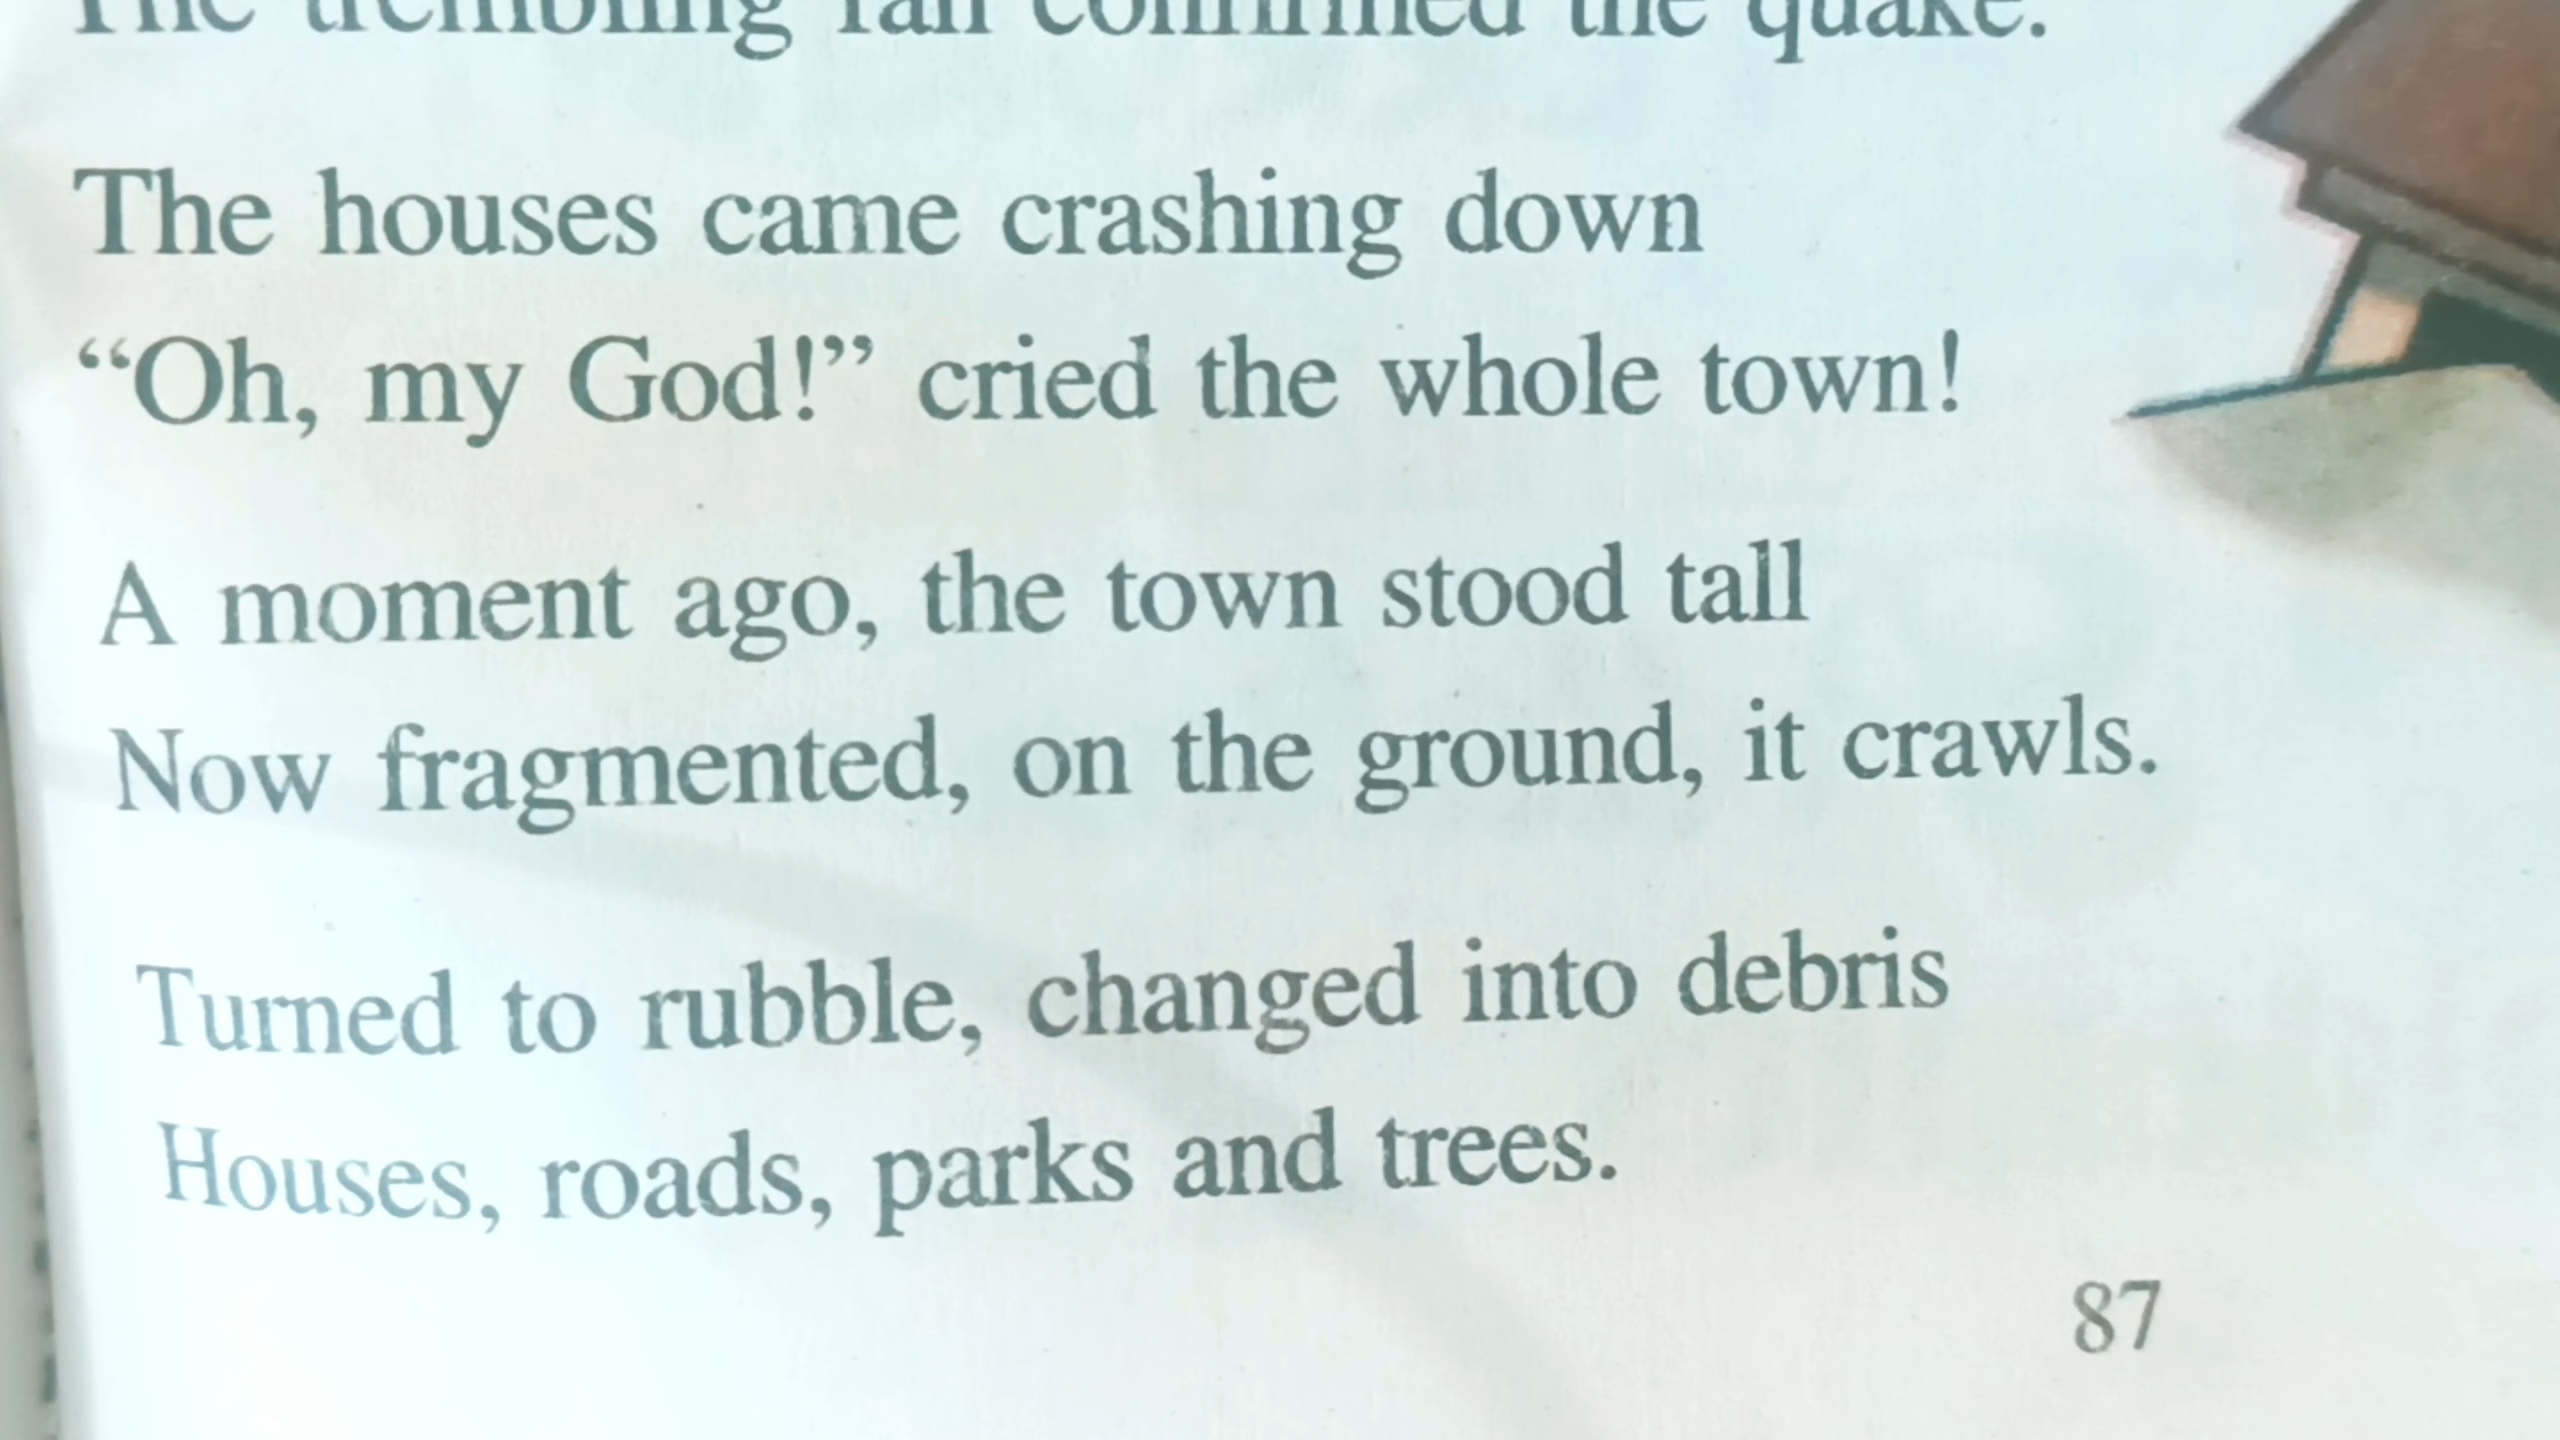 The trembling fan confirmed the quake.
The houses came crashing down
“Oh, my God!” cried the whole town!
A moment ago, the town stood tall
Now fragmented, on the ground, it crawls.
Turned to rubble, changed into debris
Houses, roads, parks and trees.
87